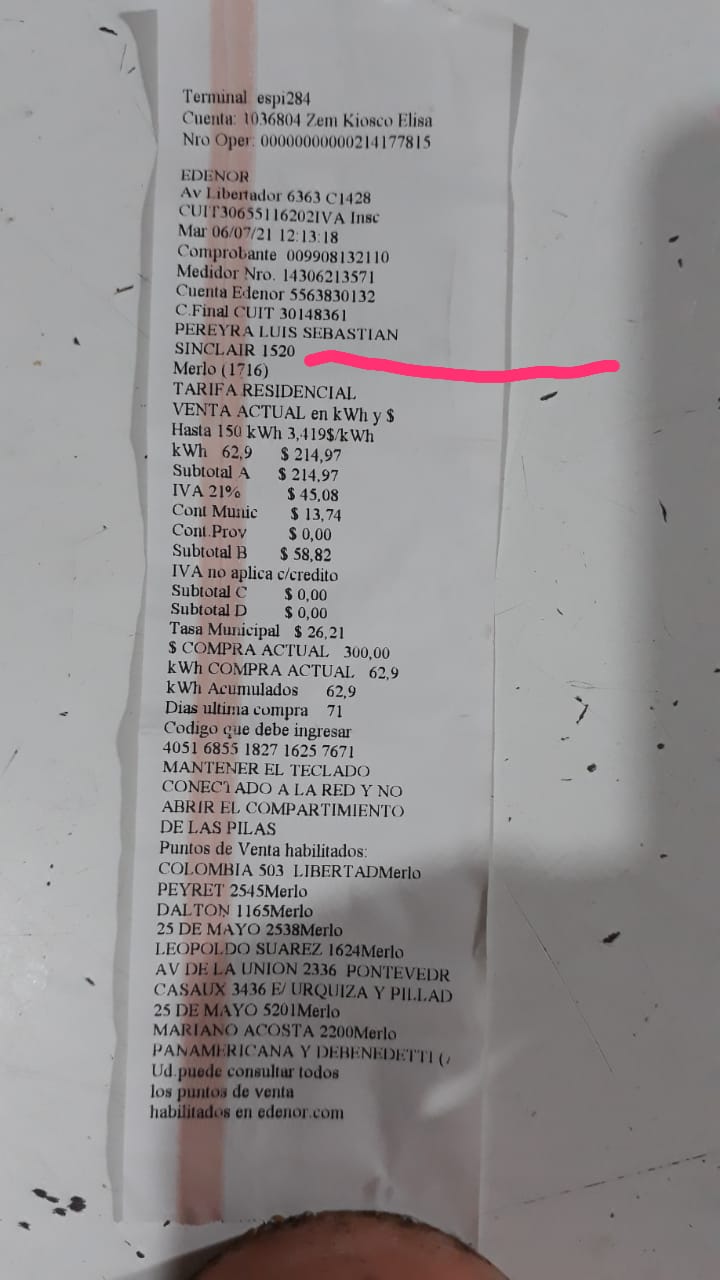 Terminal espi284
Cuenta: 1036804 Zem Kiosco Elisa
Nro Oper: 00000000000214177815
EDENOR
Av Libertador 6363 C1428
CUIT30655116202IVA Insc
Mar 06/07/21 12:13:18
Comprobante 009908132110
Medidor Nro. 14306213571
Cuenta Edenor 5563830132
C.Final CUIT 30148361
PEREYRA LUIS SEBASTIAN
SINCLAIR 1520
Merlo (1716)
TARIFA RESIDENCIAL
VENTA ACTUAL en kWh y $
Hasta 150 kWh 3,419$/kWh
kWh 62,9 $ 214,97
Subtotal A $ 214,97
IVA 21% $ 45,08
Cont Munic $ 13,74
Cont.Prov $ 0,00
Subtotal B $ 58,82
IVA no aplica c/credito
Subtotal C $ 0,00
Subtotal D $ 0,00
Tasa Municipal $ 26,21
$ COMPRA ACTUAL 300,00
kWh COMPRA ACTUAL 62,9
kWh Acumulados 62,9
Dias ultima compra 71
Codigo que debe ingresar
4051 6855 1827 1625 7671
MANTENER EL TECLADO
CONECTADO A LA RED Y NO
ABRIR EL COMPARTIMIENTO
DE LAS PILAS
Puntos de Venta habilitados:
COLOMBIA 503 LIBERTADMerlo
PEYRET 2545Merlo
DALTON 1165Merlo
25 DE MAYO 2538Merlo
LEOPOLDO SUAREZ 1624Merlo
AV DE LA UNION 2336 PONTEVEDR
CASAUX 3436 E/ URQUIZA Y PILLAD
25 DE MAYO 5201Merlo
MARIANO ACOSTA 2200Merlo
PANAMERICANA Y DEBENEDETTI (
Ud.puede consultar todos
los puntos de venta
habilitados en edenor.com